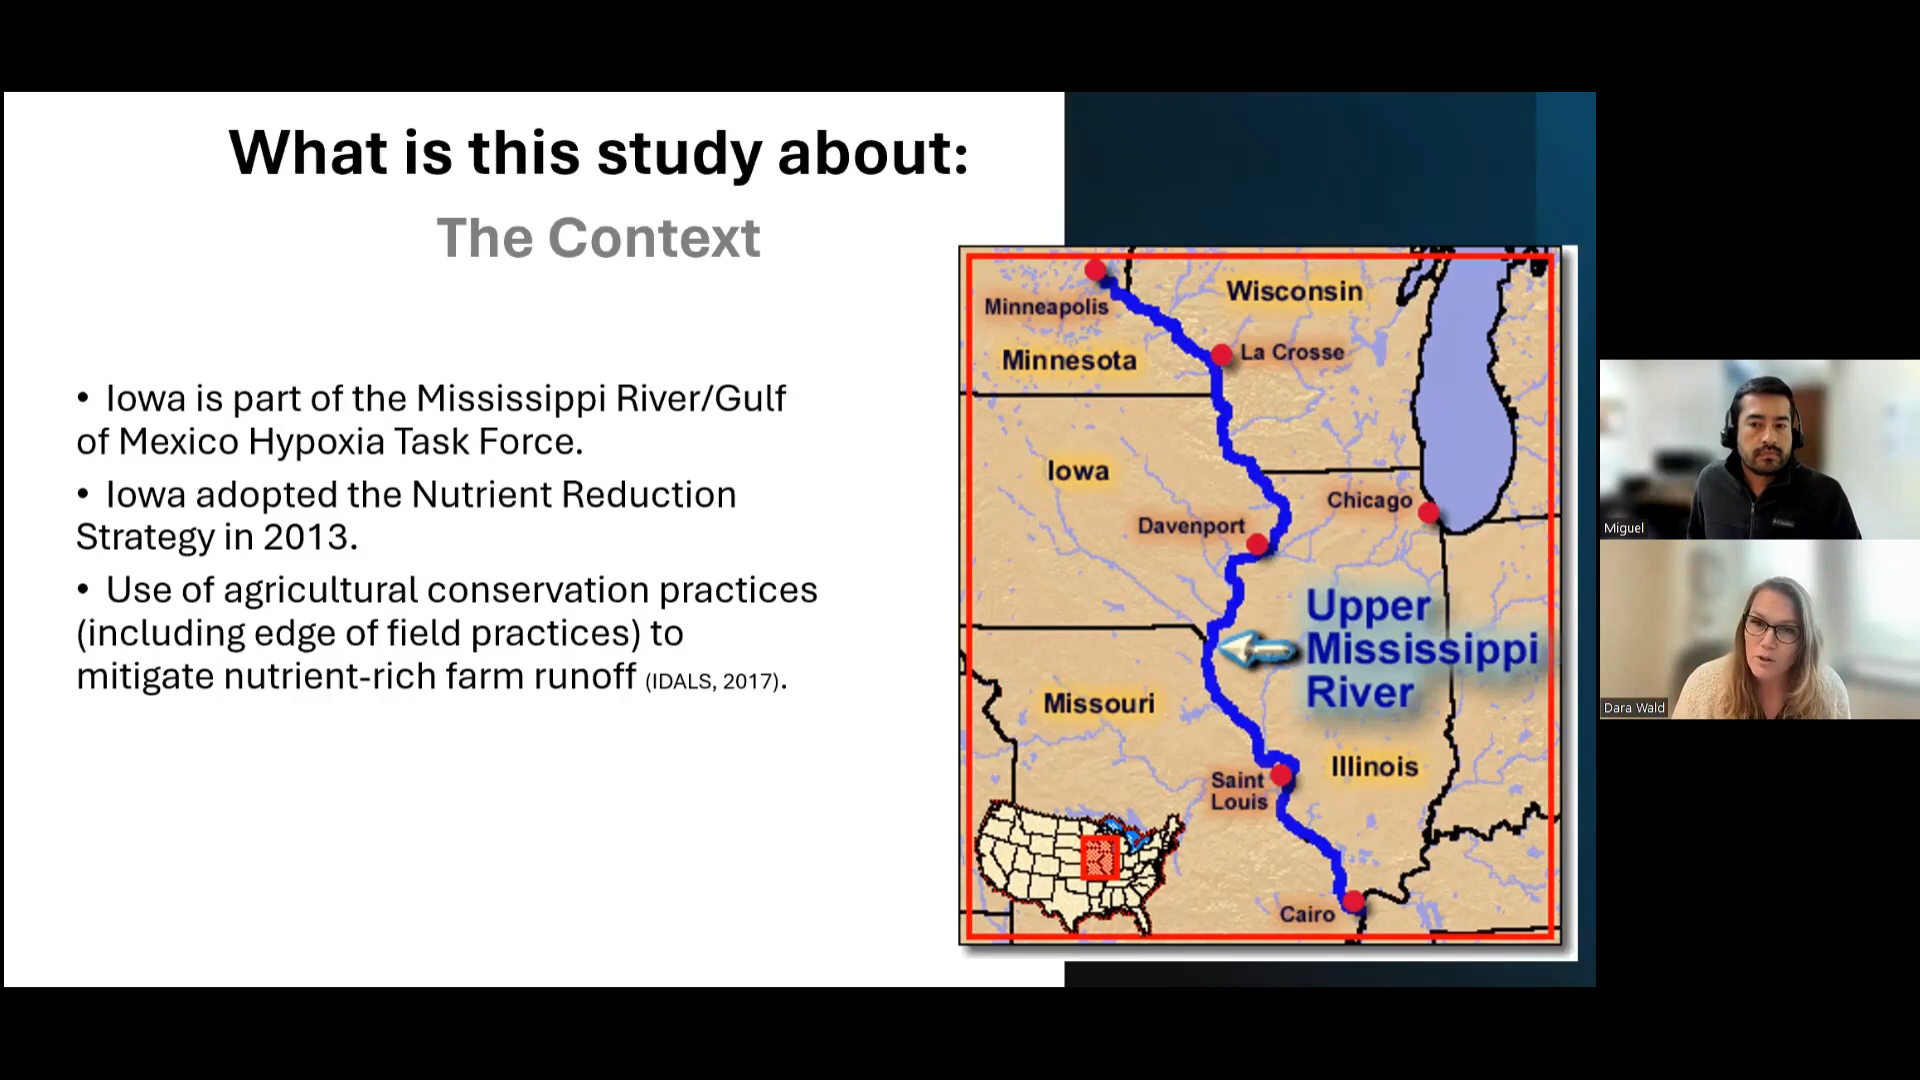 What is this study about:
The Context
• Iowa is part of the Mississippi River/Gulf
of Mexico Hypoxia Task Force.
• Iowa adopted the Nutrient Reduction
Strategy in 2013.
• Use of agricultural conservation practices
(including edge of field practices) to
mitigate nutrient-rich farm runoff (IDALS, 2017).
Minneapolis
Wisconsin
Minnesota
La Crosse
Iowa
Chicago
Davenport
Upper
Mississippi
River
Missouri
Saint
Louis
Illinois
Cairo
Miguel
Dara Wald